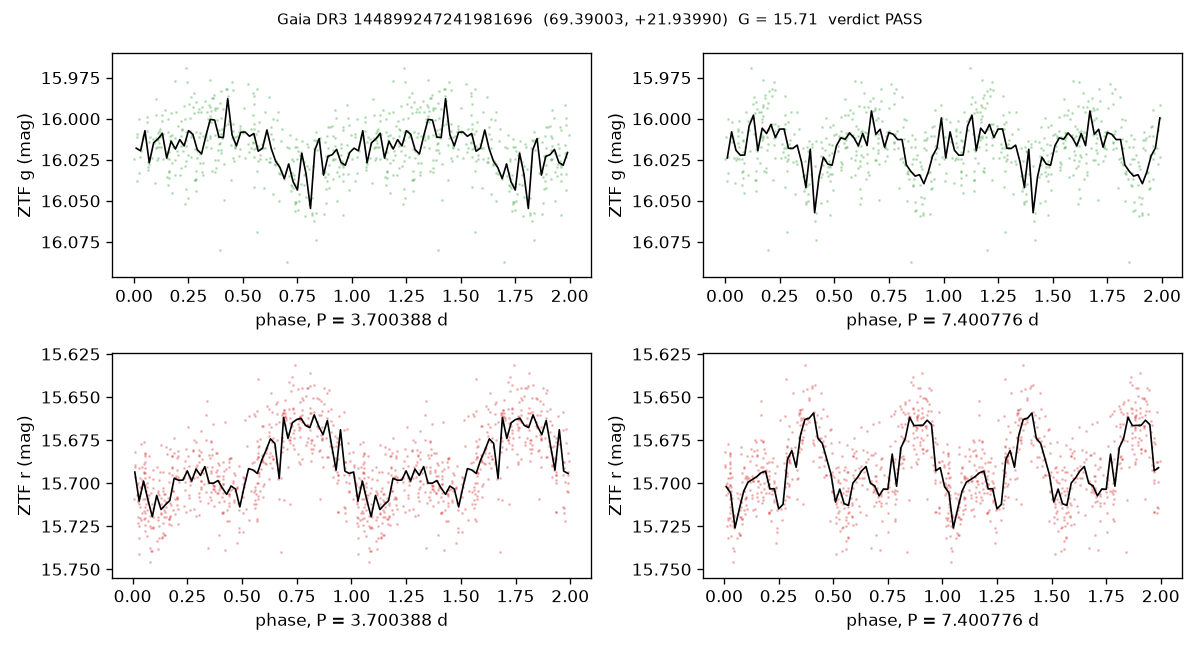 Gaia DR3 144899247241981696  (69.39003, +21.93990)  G = 15.71  verdict PASS
ZTF g (mag)
15.975
16.000
16.025
16.050
16.075
0.00 0.25 0.50 0.75 1.00 1.25 1.50 1.75 2.00
phase, P = 3.700388 d
ZTF g (mag)
15.975
16.000
16.025
16.050
16.075
0.00 0.25 0.50 0.75 1.00 1.25 1.50 1.75 2.00
phase, P = 7.400776 d
ZTF r (mag)
15.625
15.650
15.675
15.700
15.725
15.750
0.00 0.25 0.50 0.75 1.00 1.25 1.50 1.75 2.00
phase, P = 3.700388 d
ZTF r (mag)
15.625
15.650
15.675
15.700
15.725
15.750
0.00 0.25 0.50 0.75 1.00 1.25 1.50 1.75 2.00
phase, P = 7.400776 d